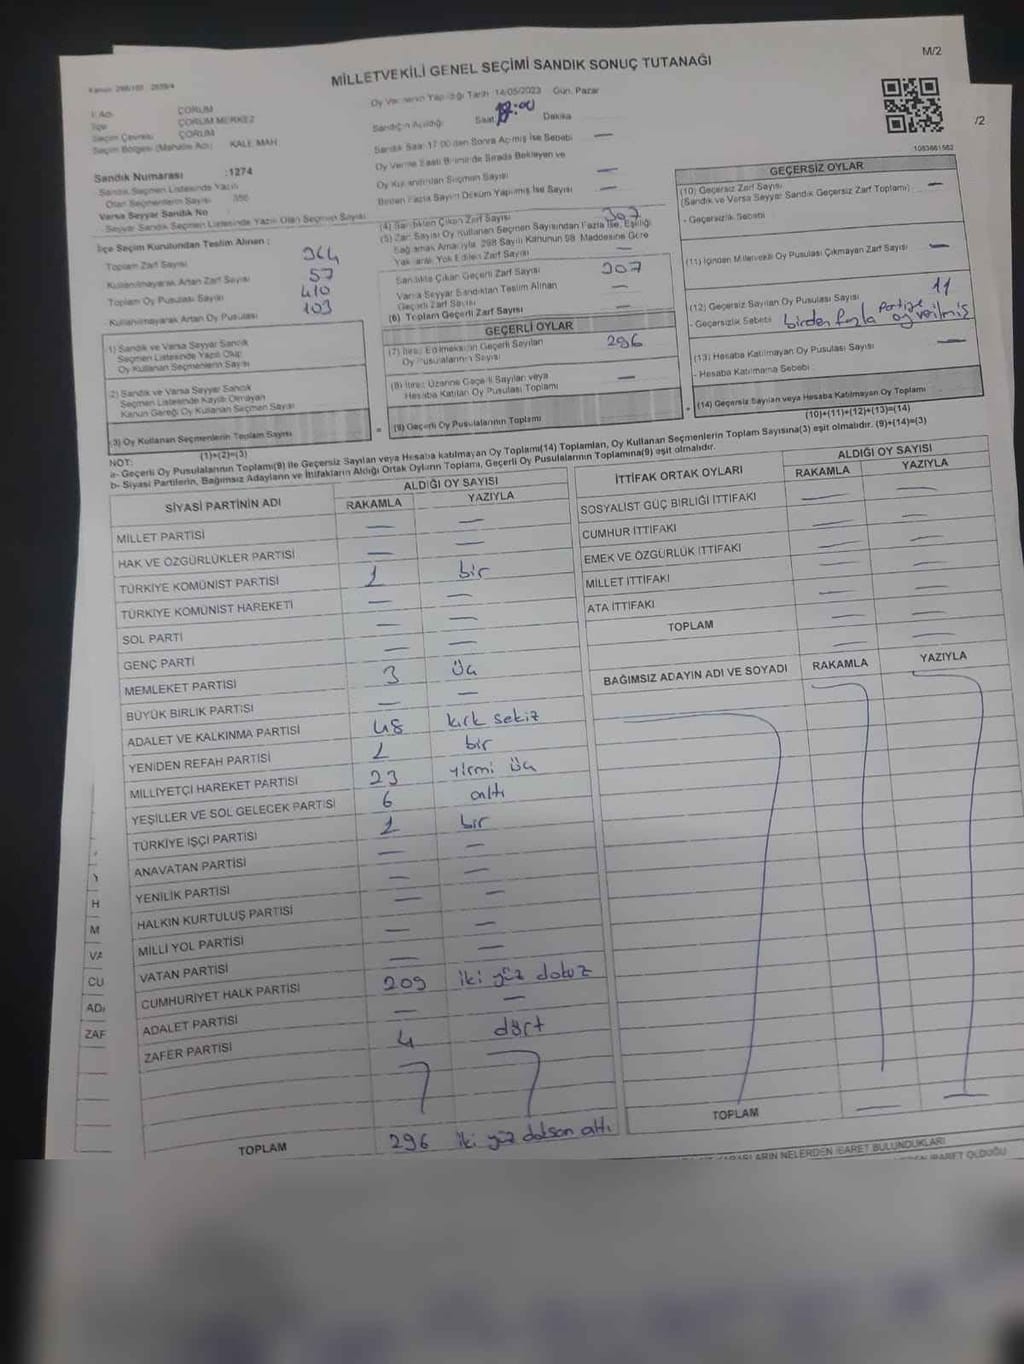 M/2
MİLLETVEKİLİ GENEL SEÇİMİ SANDIK SONUÇ TUTANAĞI
/2
1083661562
ÇORUM
İlçe ÇORUM MERKEZ
Seçim Çevresi ÇORUM
Seçim Bölgesi (Mahalle Adı) KALE MAH.
Sandık Numarası :1274
Sandık Seçmen Listesinde Yazılı
Olan Seçmenlerin Sayısı
Varsa Seyyar Sandık No
Seyyar Sandık Seçmen Listesinde Yazılı Olan Seçmen Sayısı
İlçe Seçim Kurulundan Teslim Alınan :
Toplam Zarf Sayısı 364
Kullanılmayarak Artan Zarf Sayısı 57
Toplam Oy Pusulası Sayısı 410
- Kullanılmayarak Artan Oy Pusulası 103
1) Sandık ve Varsa Seyyar Sandık
Seçmen Listesinde Yazılı Olup
Oy Kullanan Seçmenlerin Sayısı
2) Sandık ve Varsa Seyyar Sandık
Seçmen Listesinde Kayıtlı Olmayan
Kanun Gereği Oy Kullanan Seçmen Sayısı
(3) Oy Kullanan Seçmenlerin Toplam Sayısı
(1)+(2)=(3)
Oy Vermenin Yapıldığı Tarih :14/05/2023 Gün: Pazar
Sandığın Açıldığı Saat Dakika
Sandık Saat 17.00'den Sonra Açılmış İse Sebebi —
Oy Verme Saati Bitiminde Sırada Bekleyen ve
Oy Kullandırılan Seçmen Sayısı —
Birden Fazla Sayım Döküm Yapılmış İse Sayısı —
(4) Sandıktan Çıkan Zarf Sayısı 307
(5) Zarf Sayısı Oy Kullanan Seçmen Sayısından Fazla İse, Eşitliği
Sağlamak Amacıyla, 298 Sayılı Kanunun 98. Maddesine Göre
Yakılarak Yok Edilen Zarf Sayısı —
Sandıkta Çıkan Geçerli Zarf Sayısı 307
Varsa Seyyar Sandıktan Teslim Alınan
Geçerli Zarf Sayısı —
(6) Toplam Geçerli Zarf Sayısı —
GEÇERLİ OYLAR
(7) İtiraz Edilmeksizin Geçerli Sayılan
Oy Pusulalarının Sayısı 296
(8) İtiraz Üzerine Geçerli Sayılan veya
Hesaba Katılan Oy Pusulası Toplamı —
= (9) Geçerli Oy Pusulalarının Toplamı
GEÇERSİZ OYLAR
(10) Geçersiz Zarf Sayısı
(Sandık ve Varsa Seyyar Sandık Geçersiz Zarf Toplamı) —
- Geçersizlik Sebebi
(11) İçinden Milletvekili Oy Pusulası Çıkmayan Zarf Sayısı —
(12) Geçersiz Sayılan Oy Pusulası Sayısı 11
- Geçersizlik Sebebi birden fazla partiye oy verilmiş
(13) Hesaba Katılmayan Oy Pusulası Sayısı —
- Hesaba Katılmama Sebebi
+ (14) Geçersiz Sayılan veya Hesaba Katılmayan Oy Toplamı
(10)+(11)+(12)+(13)=(14)
NOT:
a- Geçerli Oy Pusulalarının Toplamı(9) ile Geçersiz Sayılan veya Hesaba katılmayan Oy Toplamı(14) Toplamları, Oy Kullanan Seçmenlerin Toplam Sayısına(3) eşit olmalıdır. (9)+(14)=(3)
b- Siyasi Partilerin, Bağımsız Adayların ve İttifakların Aldığı Ortak Oyların Toplamı, Geçerli Oy Pusulalarının Toplamına(9) eşit olmalıdır.
SİYASİ PARTİNİN ADI ALDIĞI OY SAYISI
RAKAMLA YAZIYLA
MİLLET PARTİSİ — —
HAK VE ÖZGÜRLÜKLER PARTİSİ — —
TÜRKİYE KOMÜNİST PARTİSİ 1 bir
TÜRKİYE KOMÜNİST HAREKETİ — —
SOL PARTİ — —
GENÇ PARTİ — —
MEMLEKET PARTİSİ 3 üç
BÜYÜK BİRLİK PARTİSİ — —
ADALET VE KALKINMA PARTİSİ 48 kırk sekiz
YENİDEN REFAH PARTİSİ 1 bir
MİLLİYETÇİ HAREKET PARTİSİ 23 yirmi üç
YEŞİLLER VE SOL GELECEK PARTİSİ 6 altı
TÜRKİYE İŞÇİ PARTİSİ 1 bir
ANAVATAN PARTİSİ — —
YENİLİK PARTİSİ — —
HALKIN KURTULUŞ PARTİSİ — —
MİLLİ YOL PARTİSİ — —
VATAN PARTİSİ — —
CUMHURİYET HALK PARTİSİ 209 iki yüz dokuz
ADALET PARTİSİ — —
ZAFER PARTİSİ 4 dört
TOPLAM 296 iki yüz doksan altı
İTTİFAK ORTAK OYLARI ALDIĞI OY SAYISI
RAKAMLA YAZIYLA
SOSYALİST GÜÇ BİRLİĞİ İTTİFAKI — —
CUMHUR İTTİFAKI — —
EMEK VE ÖZGÜRLÜK İTTİFAKI — —
MİLLET İTTİFAKI — —
ATA İTTİFAKI — —
TOPLAM — —
BAĞIMSIZ ADAYIN ADI VE SOYADI RAKAMLA YAZIYLA
TOPLAM — —
NELERDEN İBARET BULUNDUKLARI
İBARET OLDUĞU
H
M
VA
CU
ADA
ZAF